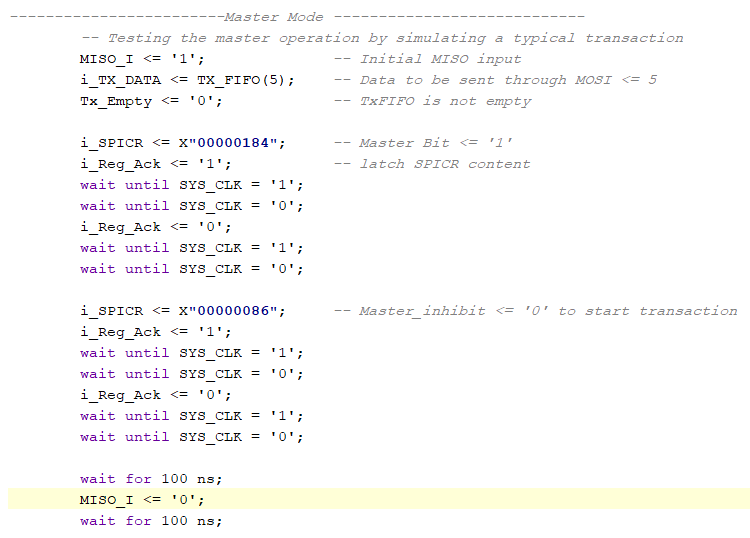 ------------------------Master Mode ----------------------------
-- Testing the master operation by simulating a typical transaction
MISO_I <= '1'; -- Initial MISO input
i_TX_DATA <= TX_FIFO(5); -- Data to be sent through MOSI <= 5
Tx_Empty <= '0'; -- TxFIFO is not empty
i_SPICR <= X"00000184"; -- Master Bit <= '1'
i_Reg_Ack <= '1'; -- latch SPICR content
wait until SYS_CLK = '1';
wait until SYS_CLK = '0';
i_Reg_Ack <= '0';
wait until SYS_CLK = '1';
wait until SYS_CLK = '0';
i_SPICR <= X"00000086"; -- Master_inhibit <= '0' to start transaction
i_Reg_Ack <= '1';
wait until SYS_CLK = '1';
wait until SYS_CLK = '0';
i_Reg_Ack <= '0';
wait until SYS_CLK = '1';
wait until SYS_CLK = '0';
wait for 100 ns;
MISO_I <= '0';
wait for 100 ns;